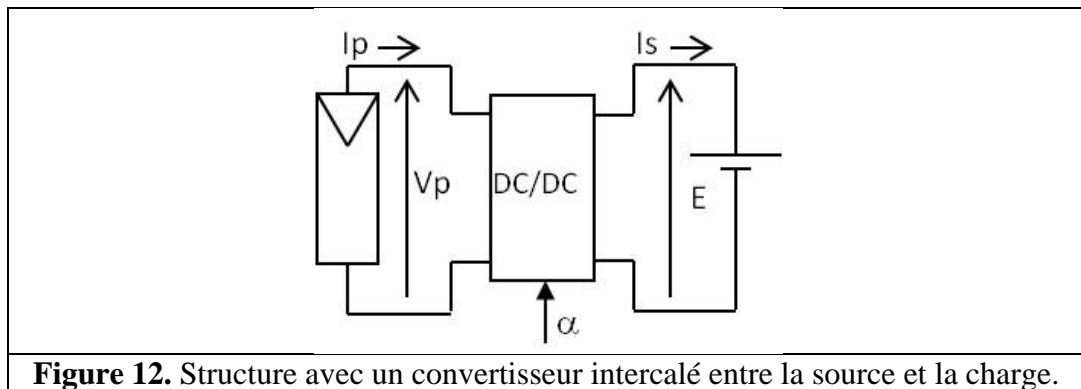 Ip Is
Vp DC/DC E
α
Figure 12. Structure avec un convertisseur intercalé entre la source et la charge.